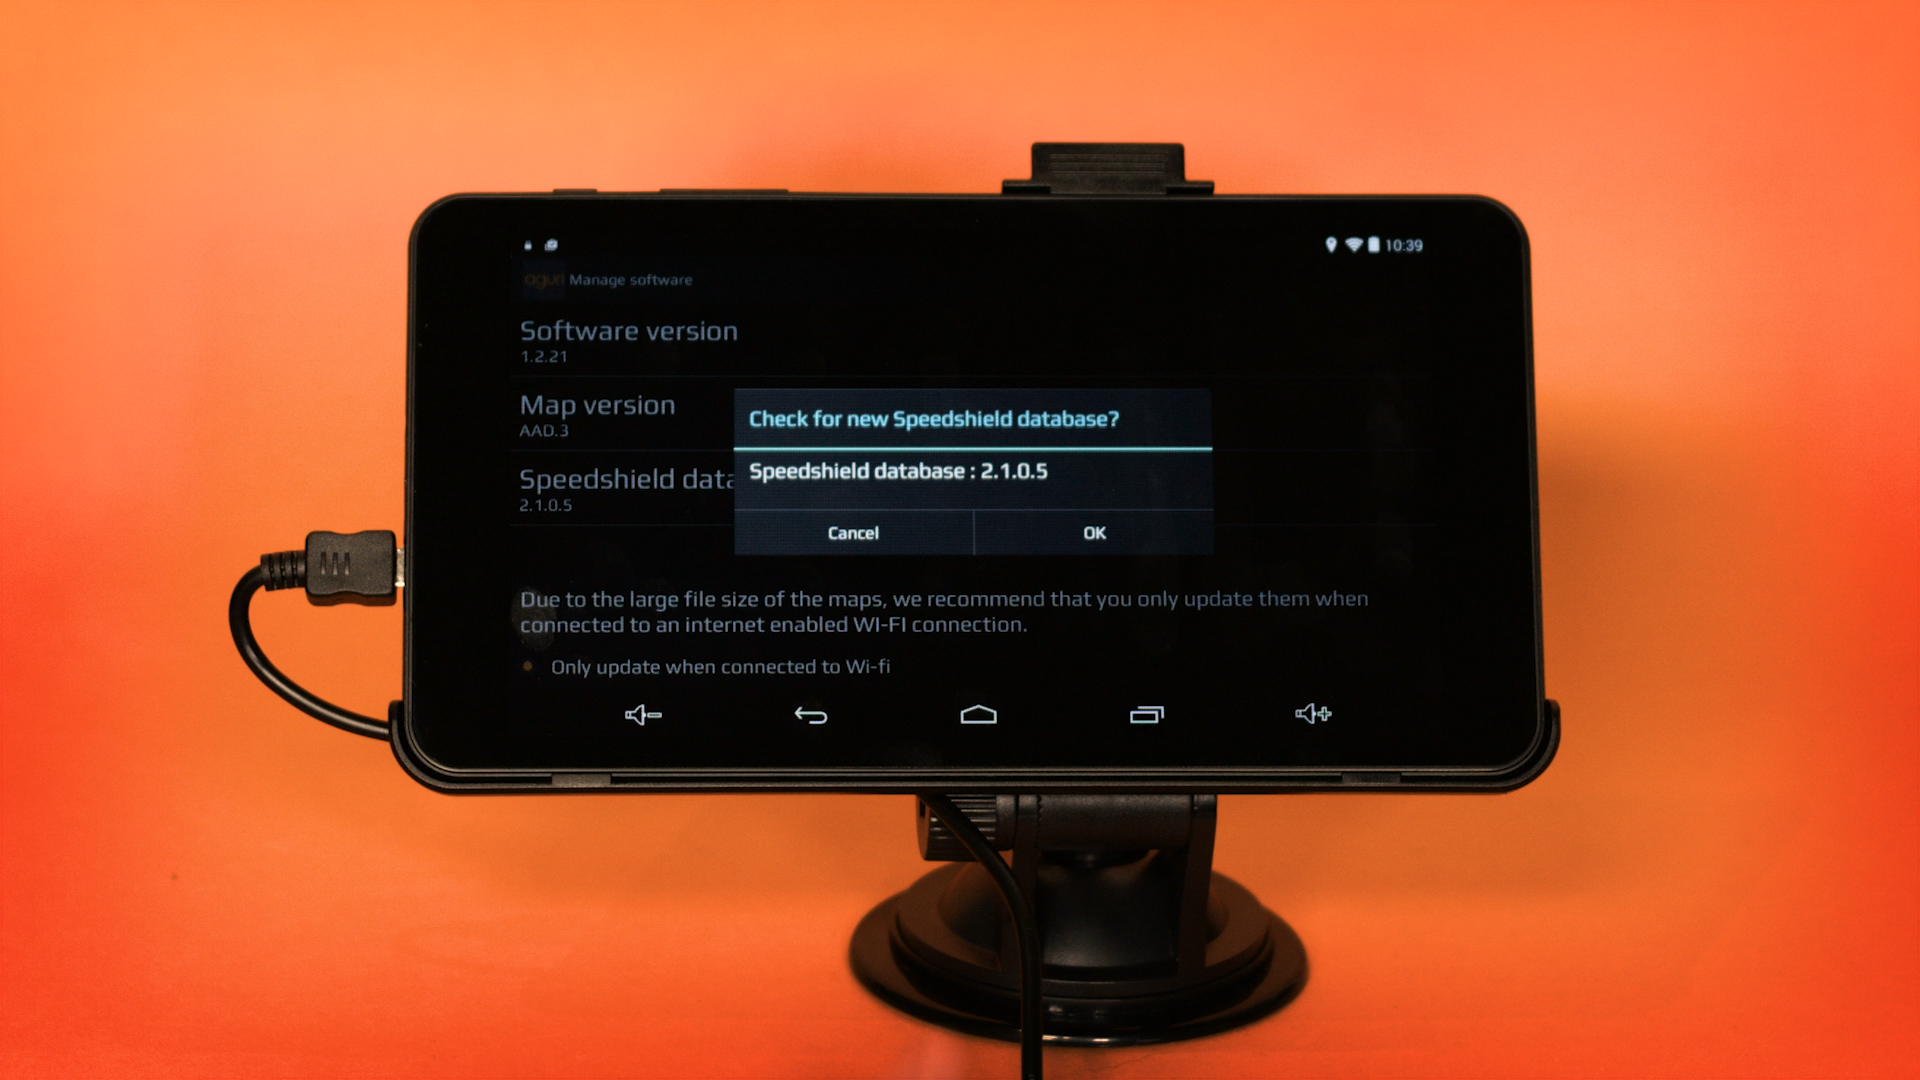 10:39
aguri Manage software
Software version
1.2.21
Map version
AAD.3
Check for new Speedshield database?
Speedshield data
2.1.0.5
Speedshield database : 2.1.0.5
Cancel OK
Due to the large file size of the maps, we recommend that you only update them when
connected to an internet enabled WI-FI connection.
Only update when connected to Wi-fi